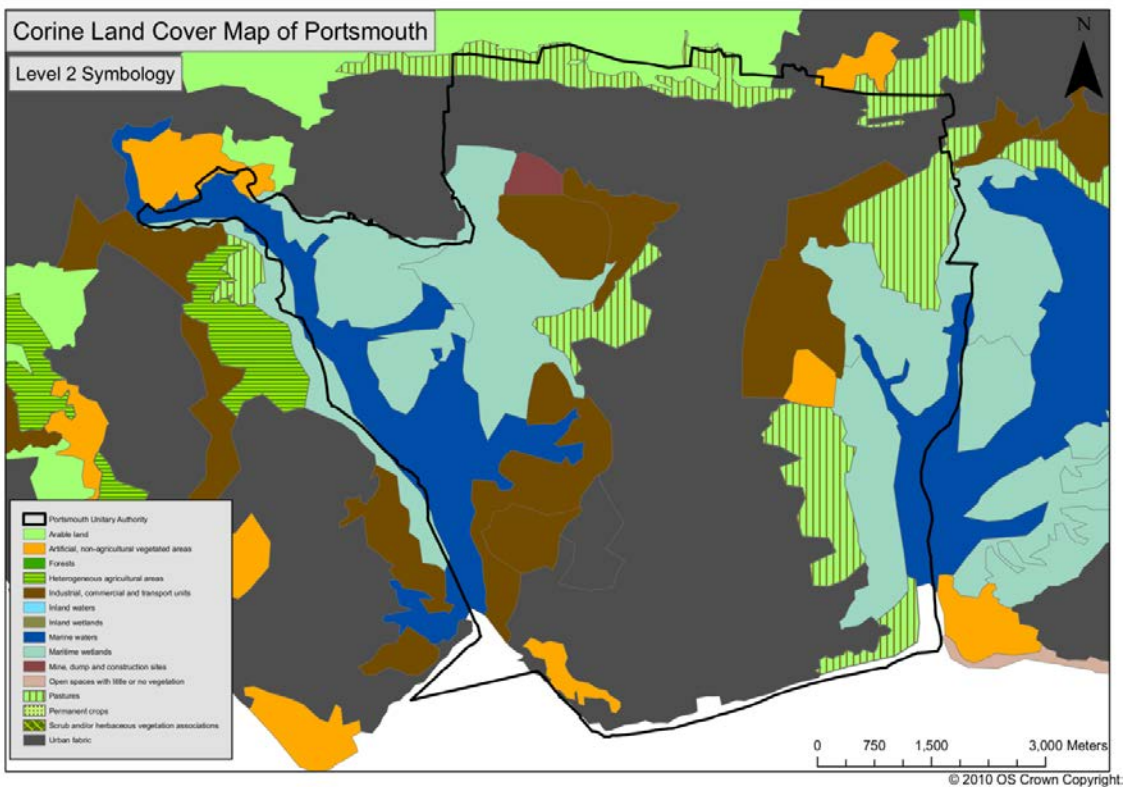 Corine Land Cover Map of Portsmouth
Level 2 Symbology
N
Portsmouth Unitary Authority
Arable land
Artificial, non-agricultural vegetated areas
Forests
Heterogeneous agricultural areas
Industrial, commercial and transport units
Inland waters
Inland wetlands
Marine waters
Maritime wetlands
Mine, dump and construction sites
Open spaces with little or no vegetation
Pastures
Permanent crops
Scrub and/or herbaceous vegetation associations
Urban fabric
0 750 1,500 3,000 Meters
© 2010 OS Crown Copyright: